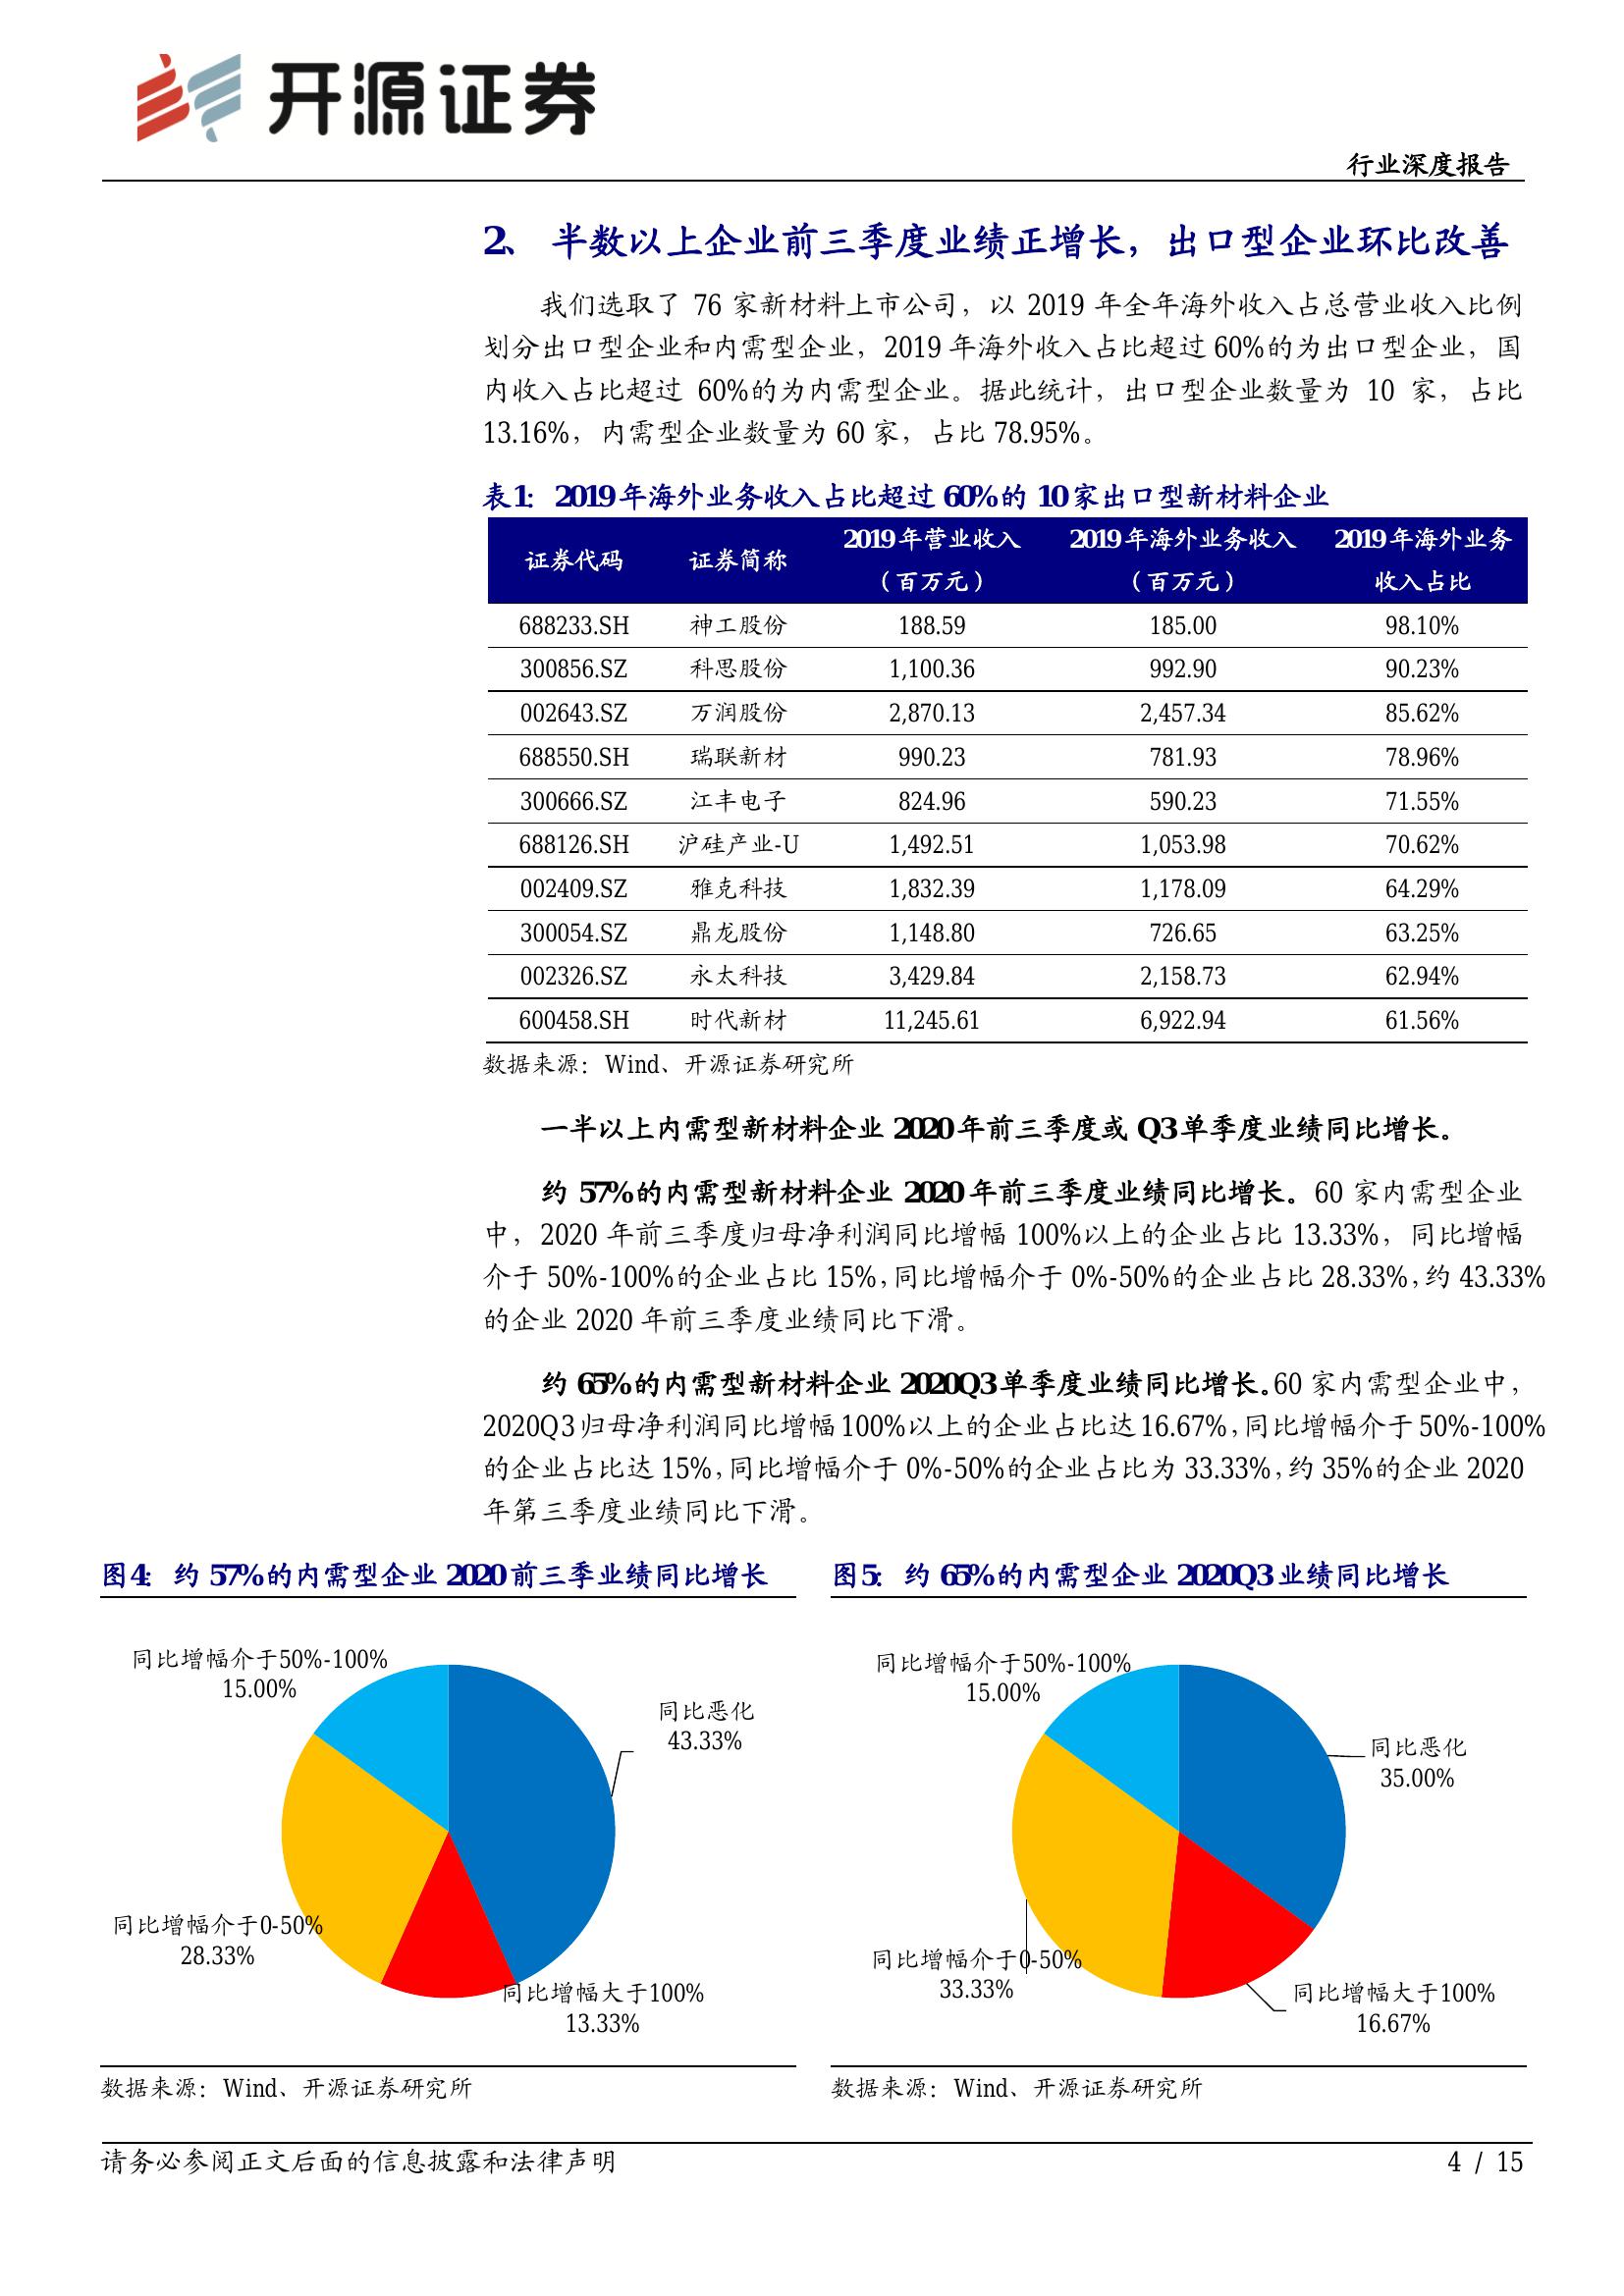 开源证券
行业深度报告
2、 半数以上企业前三季度业绩正增长，出口型企业环比改善
我们选取了 76 家新材料上市公司，以 2019 年全年海外收入占总营业收入比例
划分出口型企业和内需型企业，2019 年海外收入占比超过 60%的为出口型企业，国
内收入占比超过 60%的为内需型企业。据此统计，出口型企业数量为 10 家，占比
13.16%，内需型企业数量为 60 家，占比 78.95%。
表1： 2019 年海外业务收入占比超过 60%的 10 家出口型新材料企业
证券代码 证券简称 2019 年营业收入（百万元） 2019 年海外业务收入（百万元） 2019 年海外业务收入占比
688233.SH 神工股份 188.59 185.00 98.10%
300856.SZ 科思股份 1,100.36 992.90 90.23%
002643.SZ 万润股份 2,870.13 2,457.34 85.62%
688550.SH 瑞联新材 990.23 781.93 78.96%
300666.SZ 江丰电子 824.96 590.23 71.55%
688126.SH 沪硅产业-U 1,492.51 1,053.98 70.62%
002409.SZ 雅克科技 1,832.39 1,178.09 64.29%
300054.SZ 鼎龙股份 1,148.80 726.65 63.25%
002326.SZ 永太科技 3,429.84 2,158.73 62.94%
600458.SH 时代新材 11,245.61 6,922.94 61.56%
数据来源：Wind、开源证券研究所
一半以上内需型新材料企业 2020 年前三季度或 Q3 单季度业绩同比增长。
约 57%的内需型新材料企业 2020 年前三季度业绩同比增长。60 家内需型企业
中，2020 年前三季度归母净利润同比增幅 100%以上的企业占比 13.33%，同比增幅
介于 50%-100%的企业占比 15%，同比增幅介于 0%-50%的企业占比 28.33%，约 43.33%
的企业 2020 年前三季度业绩同比下滑。
约 65%的内需型新材料企业 2020Q3 单季度业绩同比增长。60 家内需型企业中，
2020Q3 归母净利润同比增幅 100%以上的企业占比达 16.67%，同比增幅介于 50%-100%
的企业占比达 15%，同比增幅介于 0%-50%的企业占比为 33.33%，约 35%的企业 2020
年第三季度业绩同比下滑。
图4： 约 57%的内需型企业 2020 前三季业绩同比增长
同比增幅介于50%-100%
15.00%
同比恶化
43.33%
同比增幅介于0-50%
28.33%
同比增幅大于100%
13.33%
数据来源：Wind、开源证券研究所
图5： 约 65%的内需型企业 2020Q3 业绩同比增长
同比增幅介于50%-100%
15.00%
同比恶化
35.00%
同比增幅介于0-50%
33.33%
同比增幅大于100%
16.67%
数据来源：Wind、开源证券研究所
请务必参阅正文后面的信息披露和法律声明
4 / 15